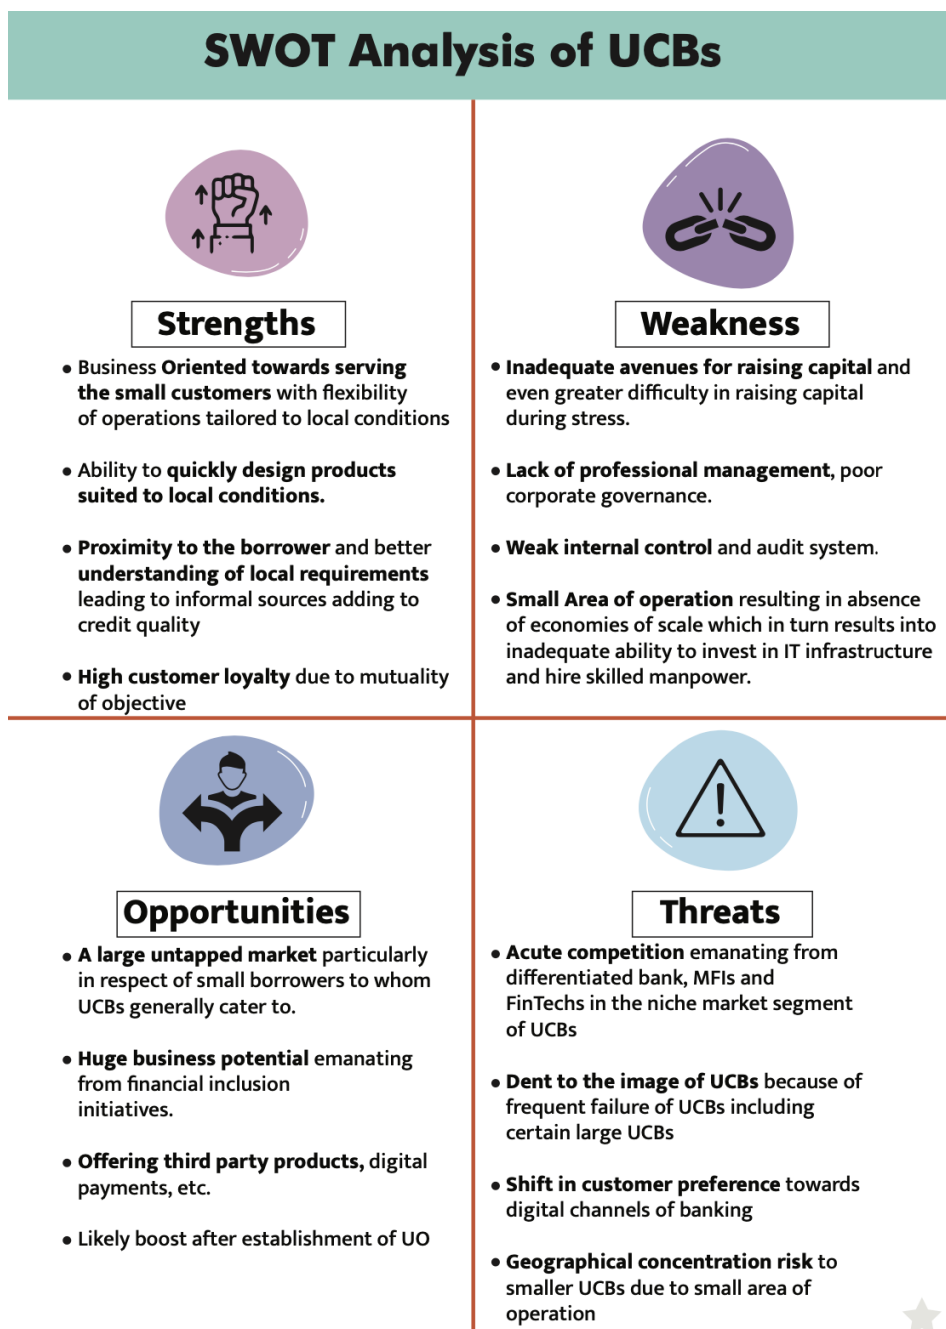 SWOT Analysis of UCBs
Strengths
• Business Oriented towards serving
the small customers with flexibility
of operations tailored to local conditions
• Ability to quickly design products
suited to local conditions.
• Proximity to the borrower and better
understanding of local requirements
leading to informal sources adding to
credit quality
• High customer loyalty due to mutuality
of objective
Weakness
• Inadequate avenues for raising capital and
even greater difficulty in raising capital
during stress.
• Lack of professional management, poor
corporate governance.
• Weak internal control and audit system.
• Small Area of operation resulting in absence
of economies of scale which in turn results into
inadequate ability to invest in IT infrastructure
and hire skilled manpower.
Opportunities
• A large untapped market particularly
in respect of small borrowers to whom
UCBs generally cater to.
• Huge business potential emanating
from financial inclusion
initiatives.
• Offering third party products, digital
payments, etc.
• Likely boost after establishment of UO
Threats
• Acute competition emanating from
differentiated bank, MFIs and
FinTechs in the niche market segment
of UCBs
• Dent to the image of UCBs because of
frequent failure of UCBs including
certain large UCBs
• Shift in customer preference towards
digital channels of banking
• Geographical concentration risk to
smaller UCBs due to small area of
operation